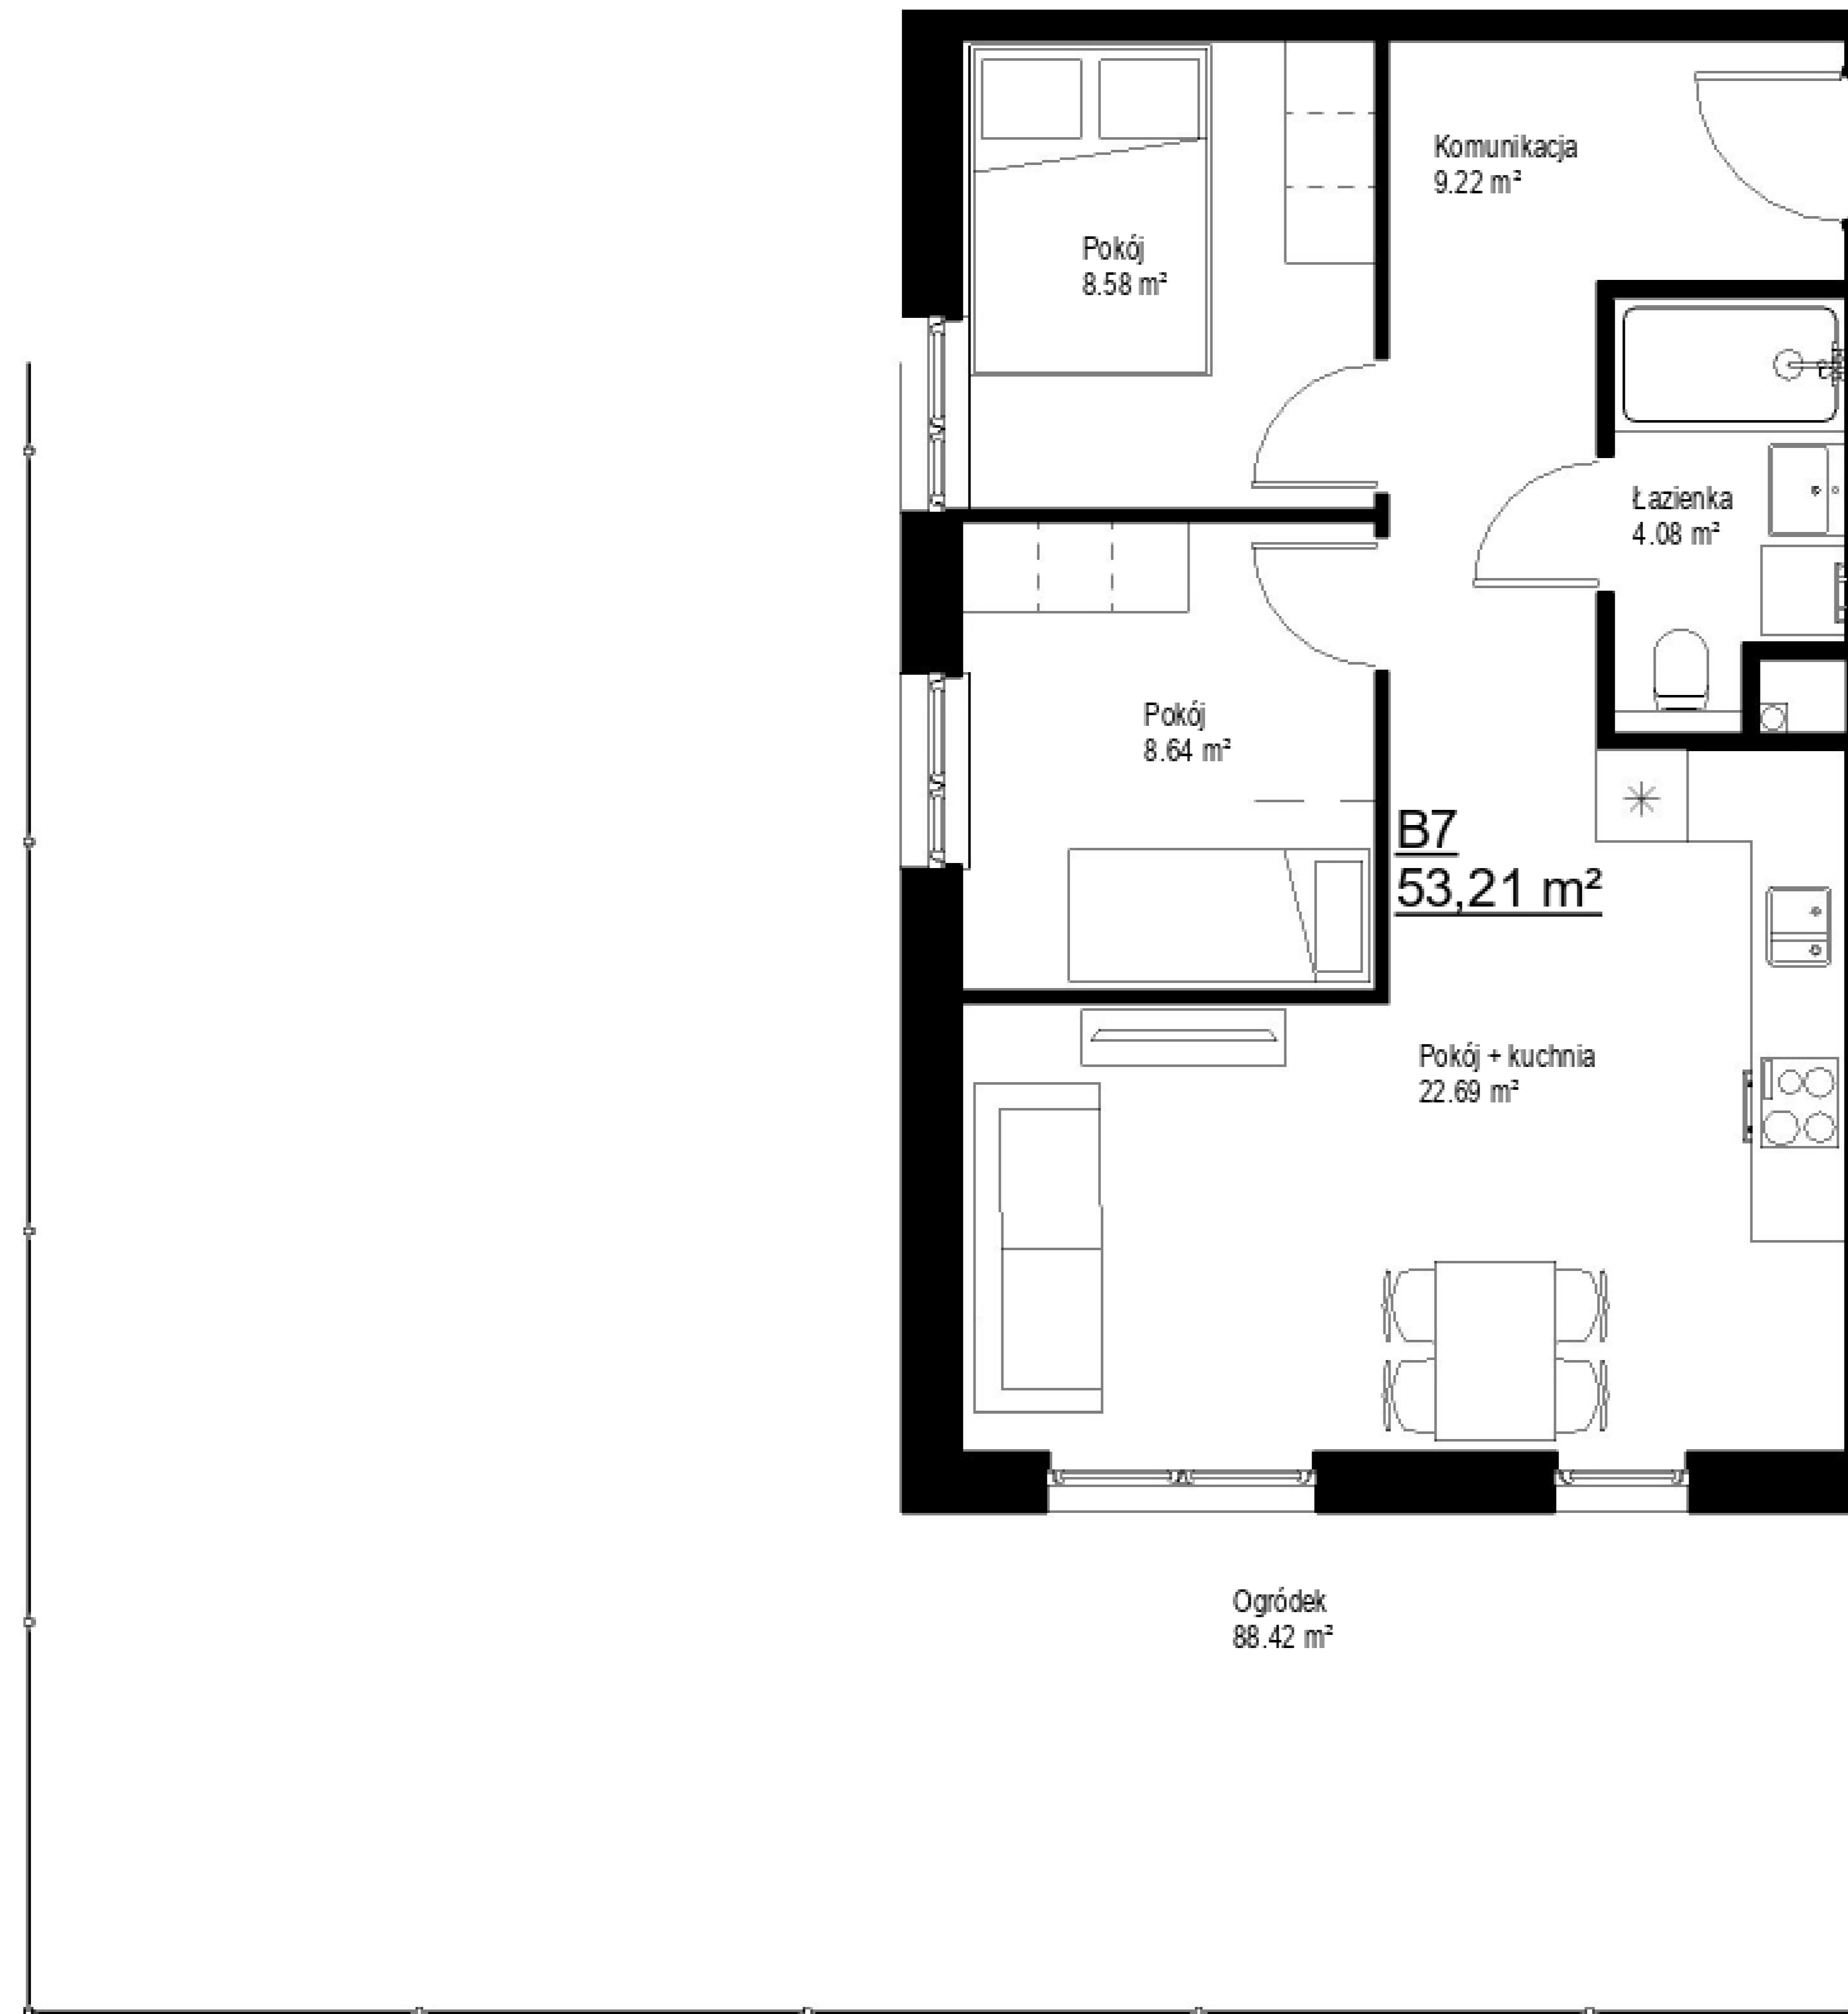 Komunikacja
9.22 m²
Pokój
8.58 m²
Łazienka
4.08 m²
Pokój
8.64 m²
B7
53,21 m²
Pokój + kuchnia
22.69 m²
Ogródek
88.42 m²